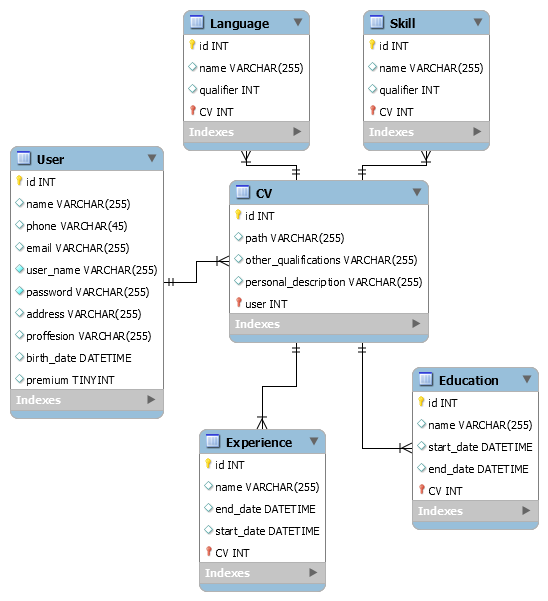 Language
id INT
name VARCHAR(255)
qualifier INT
CV INT
Indexes
Skill
id INT
name VARCHAR(255)
qualifier INT
CV INT
Indexes
User
id INT
name VARCHAR(255)
phone VARCHAR(45)
email VARCHAR(255)
user_name VARCHAR(255)
password VARCHAR(255)
address VARCHAR(255)
proffesion VARCHAR(255)
birth_date DATETIME
premium TINYINT
Indexes
CV
id INT
path VARCHAR(255)
other_qualifications VARCHAR(255)
personal_description VARCHAR(255)
user INT
Indexes
Experience
id INT
name VARCHAR(255)
end_date DATETIME
start_date DATETIME
CV INT
Indexes
Education
id INT
name VARCHAR(255)
start_date DATETIME
end_date DATETIME
CV INT
Indexes